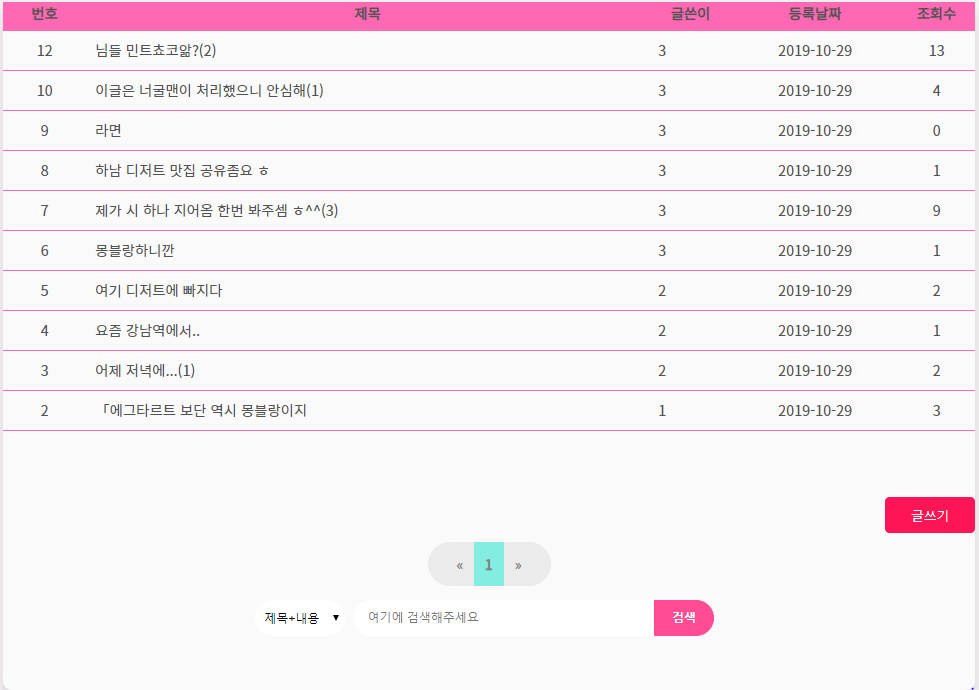 번호 제목 글쓴이 등록날짜 조회수
12 님들 민트쵸코앎?(2) 3 2019-10-29 13
10 이글은 너굴맨이 처리했으니 안심해(1) 3 2019-10-29 4
9 라면 3 2019-10-29 0
8 하남 디저트 맛집 공유좀요 ㅎ 3 2019-10-29 1
7 제가 시 하나 지어옴 한번 봐주셈 ㅎ^^(3) 3 2019-10-29 9
6 몽블랑하니깐 3 2019-10-29 1
5 여기 디저트에 빠지다 2 2019-10-29 2
4 요즘 강남역에서.. 2 2019-10-29 1
3 어제 저녁에...(1) 2 2019-10-29 2
2 「에그타르트 보단 역시 몽블랑이지 1 2019-10-29 3
글쓰기
« 1 »
제목+내용 ▼ 여기에 검색해주세요 검색